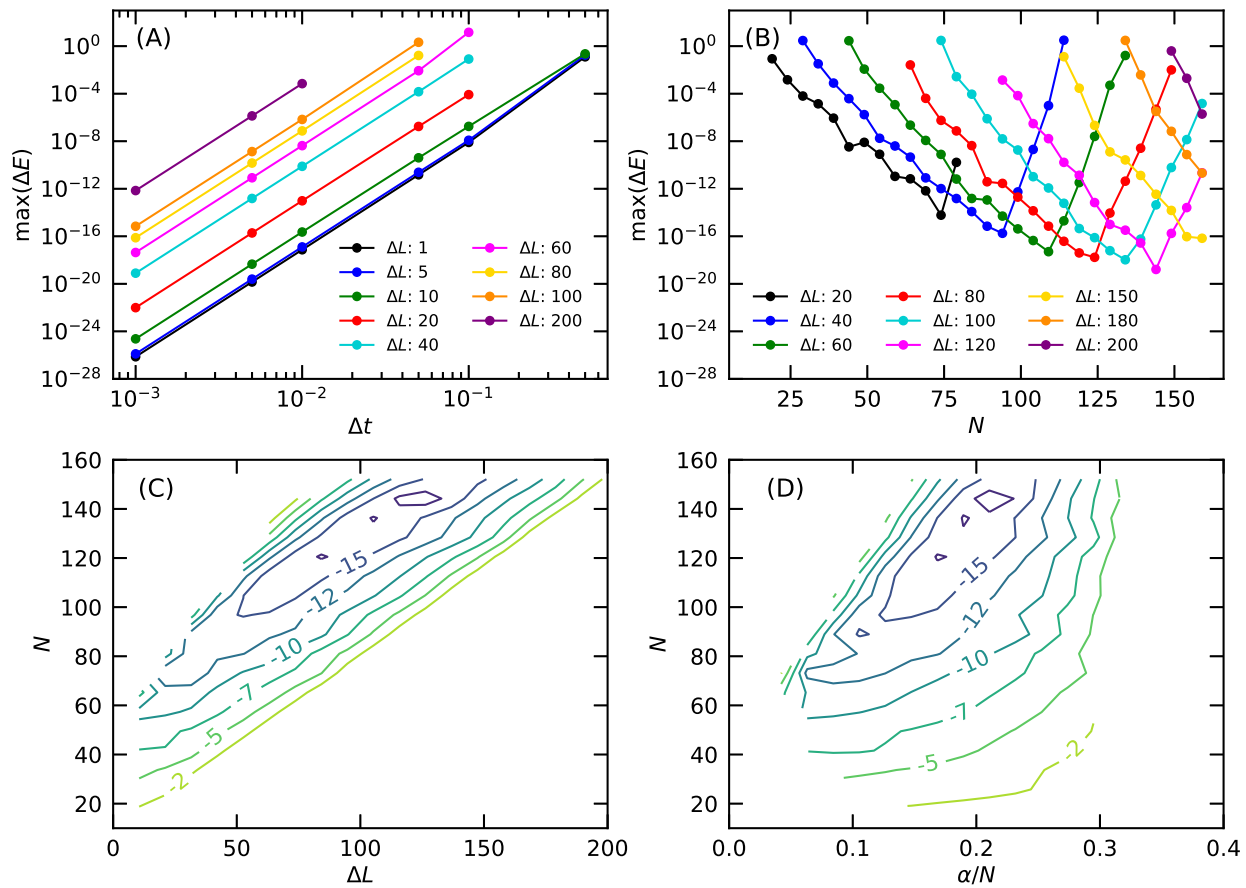 (A)
10^0
10^−4
10^−8
10^−12
10^−16
10^−20
10^−24
10^−28
max(ΔE)
10^−3
10^−2
10^−1
Δt
ΔL: 1
ΔL: 5
ΔL: 10
ΔL: 20
ΔL: 40
ΔL: 60
ΔL: 80
ΔL: 100
ΔL: 200
(B)
10^0
10^−4
10^−8
10^−12
10^−16
10^−20
10^−24
10^−28
max(ΔE)
25 50 75 100 125 150
N
ΔL: 20
ΔL: 40
ΔL: 60
ΔL: 80
ΔL: 100
ΔL: 120
ΔL: 150
ΔL: 180
ΔL: 200
(C)
160
140
120
100
80
60
40
20
N
-15
-12
-10
-7
-5
-2
0 50 100 150 200
ΔL
(D)
160
140
120
100
80
60
40
20
N
-15
-12
-10
-7
-5
-2
0.0 0.1 0.2 0.3 0.4
α/N